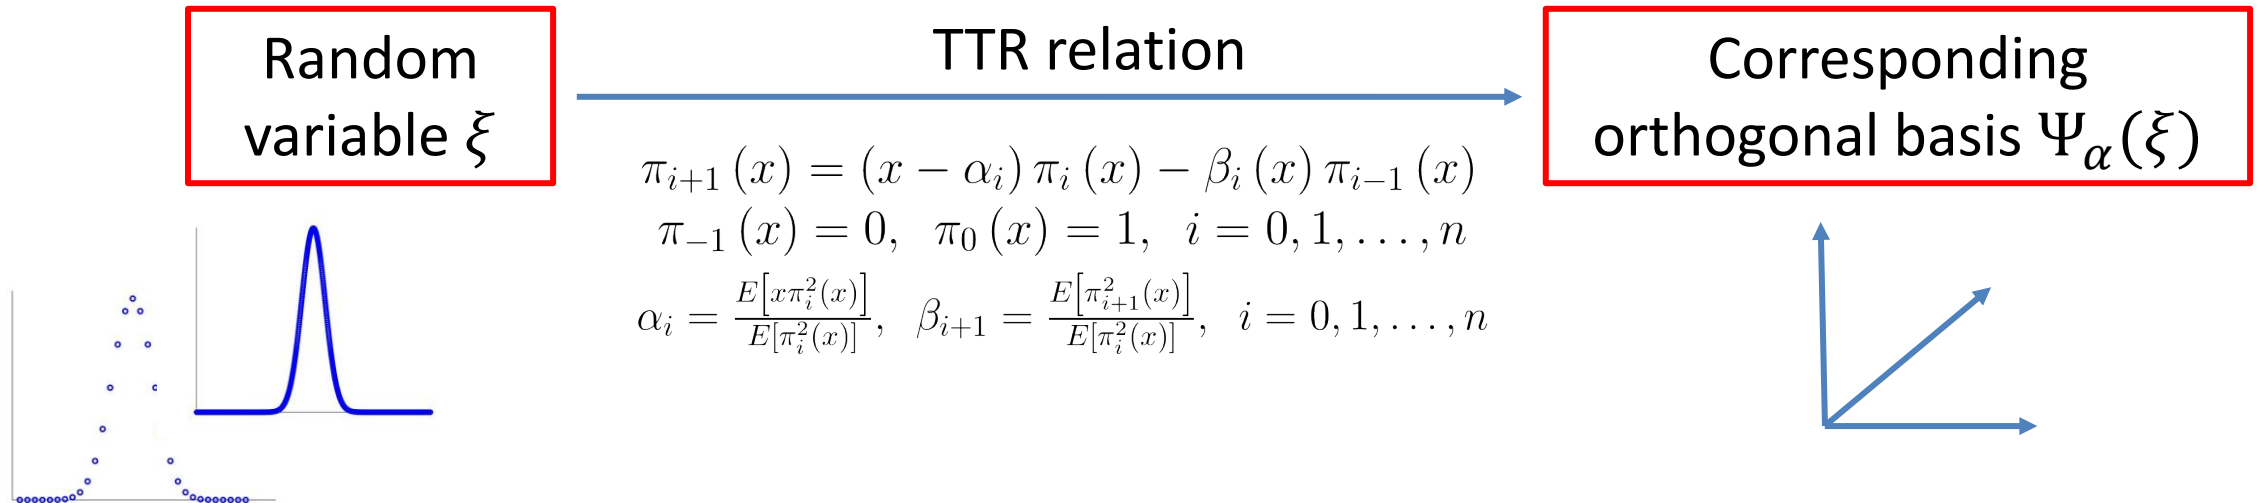 Random
variable ξ
TTR relation
π_{i+1}(x) = (x − α_i) π_i(x) − β_i(x) π_{i−1}(x)
π_{−1}(x) = 0, π_0(x) = 1, i = 0, 1, . . . , n
α_i = E[xπ_i^2(x)] / E[π_i^2(x)], β_{i+1} = E[π_{i+1}^2(x)] / E[π_i^2(x)], i = 0, 1, . . . , n
Corresponding
orthogonal basis Ψ_α(ξ)